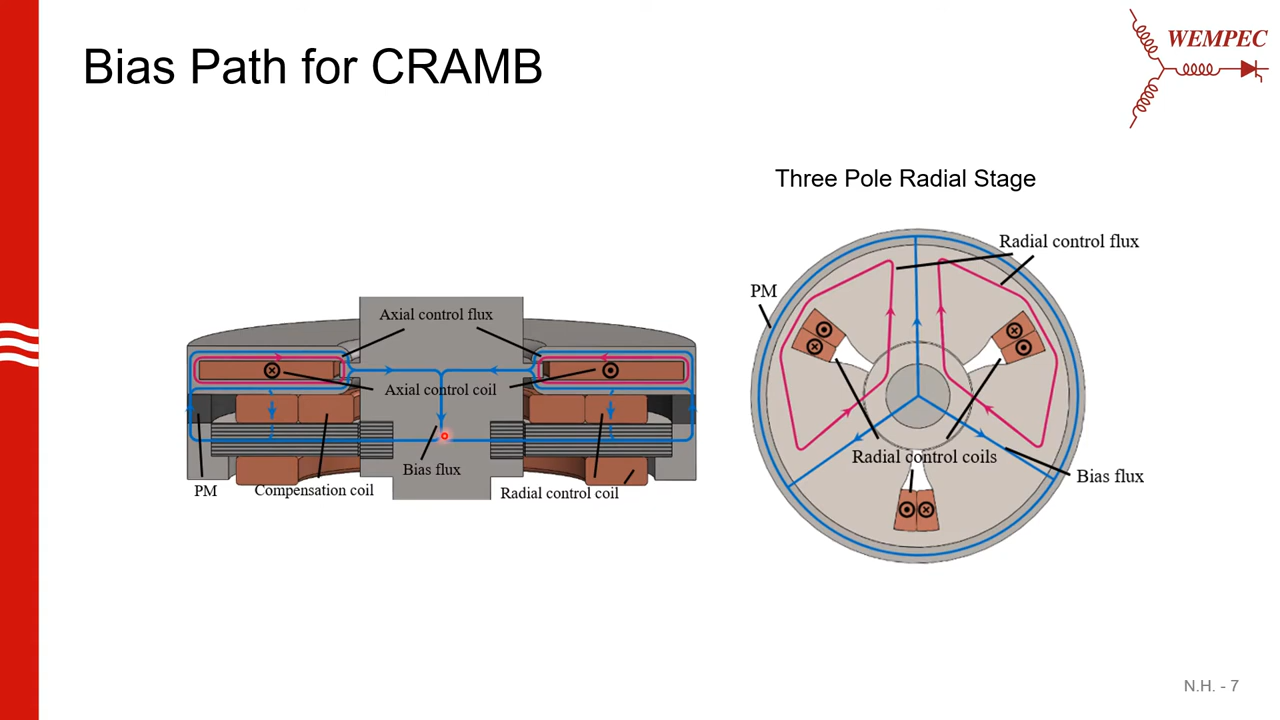 Bias Path for CRAMB
WEMPEC
Three Pole Radial Stage
Axial control flux
Axial control coil
Bias flux
PM
Compensation coil
Radial control coil
Radial control flux
PM
Radial control coils
Bias flux
N.H. - 7